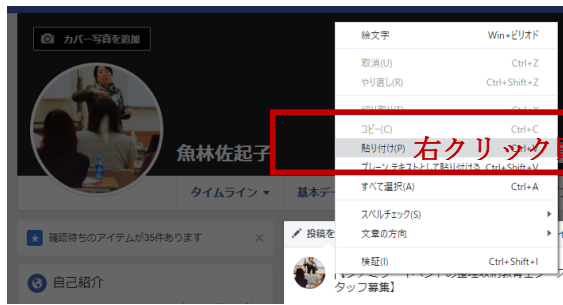 カバー写真を追加
魚林佐起子
タイムライン
基本デー
確認待ちのアイテムが35件あります
自己紹介
絵文字 Win+ピリオド
取消(U) Ctrl+Z
やり直し(R) Ctrl+Shift+Z
コピー(C) Ctrl+C
貼り付け(P)
右クリック
プレーン テキストとして貼り付ける Ctrl+Shift+V
すべて選択(A) Ctrl+A
スペルチェック(S)
文章の方向
検証(I) Ctrl+Shift+I
投稿を
タッフ募集】